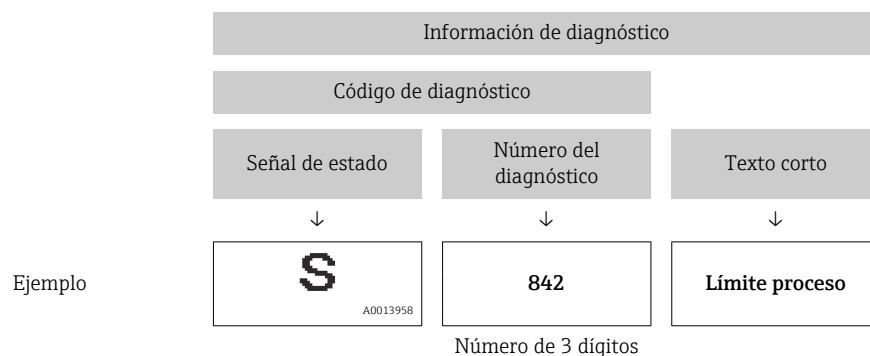 Información de diagnóstico
Código de diagnóstico
Señal de estado
Número del
diagnóstico
Texto corto
↓ ↓ ↓
Ejemplo
S
A0013958
842
Límite proceso
Número de 3 dígitos